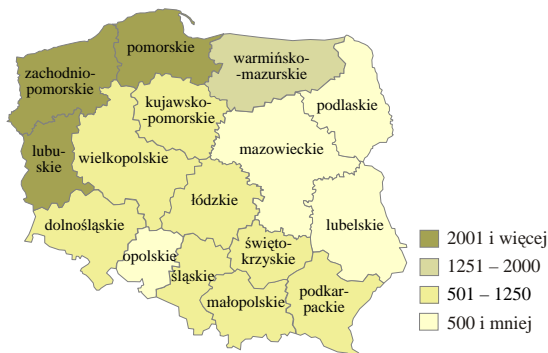 pomorskie
zachodnio-
pomorskie
warmińsko-
-mazurskie
kujawsko-
-pomorskie
podlaskie
lubu-
skie
wielkopolskie
mazowieckie
łódzkie
dolnośląskie
lubelskie
opolskie
śląskie
święto-
krzyskie
małopolskie
podkar-
packie
2001 i więcej
1251 – 2000
501 – 1250
500 i mniej